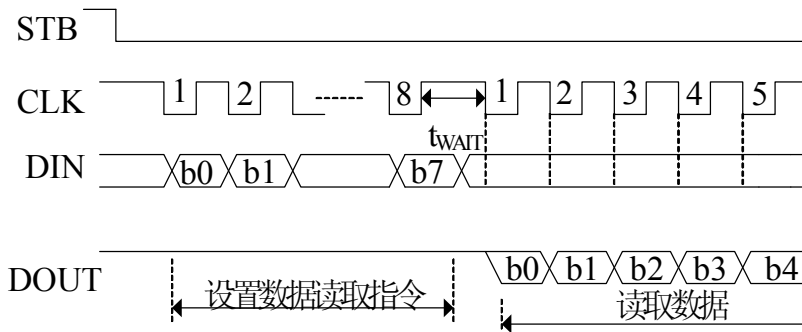 STB
CLK 1 2 8 1 2 3 4 5
tWAIT
DIN b0 b1 b7
DOUT b0 b1 b2 b3 b4
设置数据读取指令 读取数据